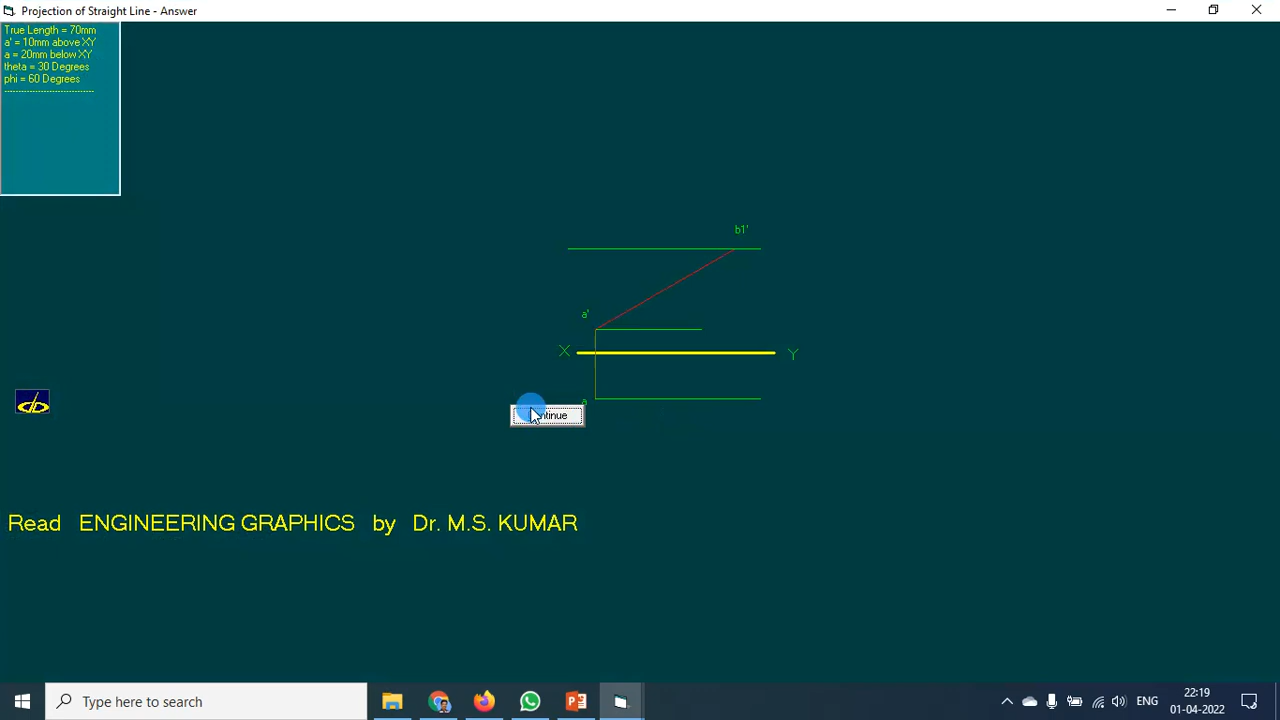 Projection of Straight Line - Answer
True Length = 70mm
a' = 10mm above XY
a = 20mm below XY
theta = 30 Degrees
phi = 60 Degrees
------------------------------
b1'
a'
X
Y
a
Read ENGINEERING GRAPHICS by Dr. M.S. KUMAR
Type here to search
ENG
22:19
01-04-2022